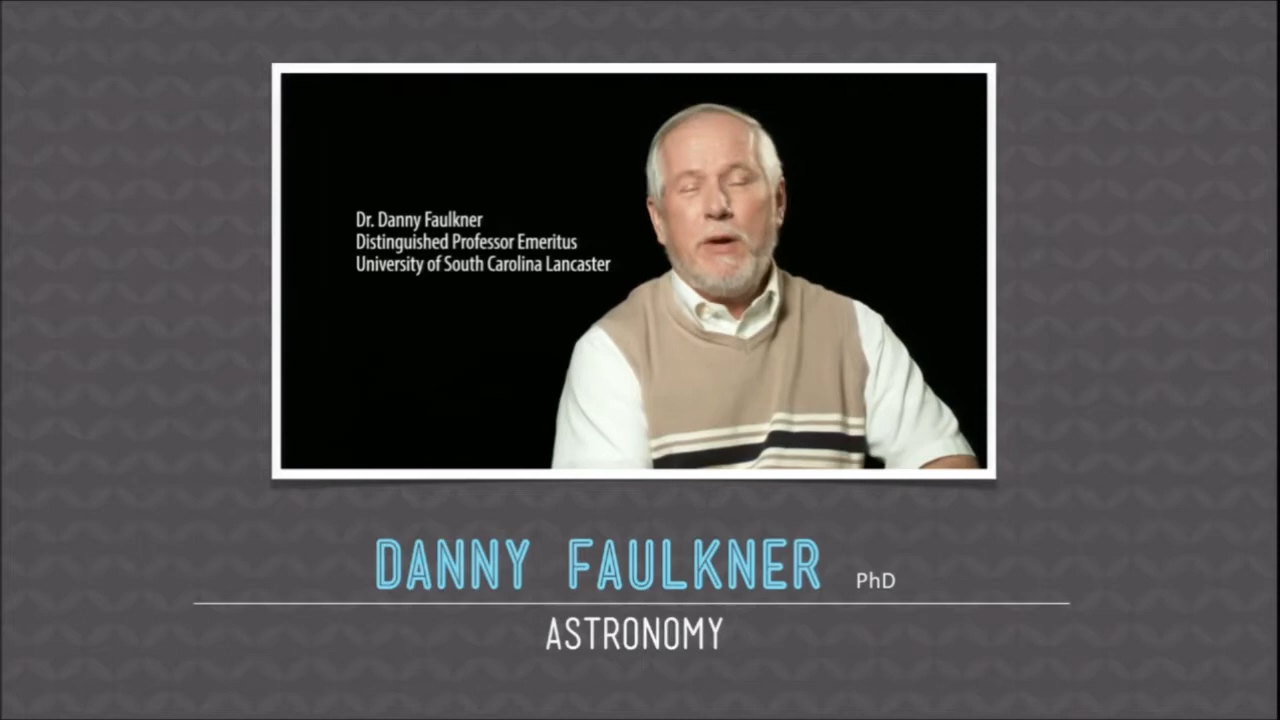 Dr. Danny Faulkner
Distinguished Professor Emeritus
University of South Carolina Lancaster
DANNY FAULKNER PhD
ASTRONOMY